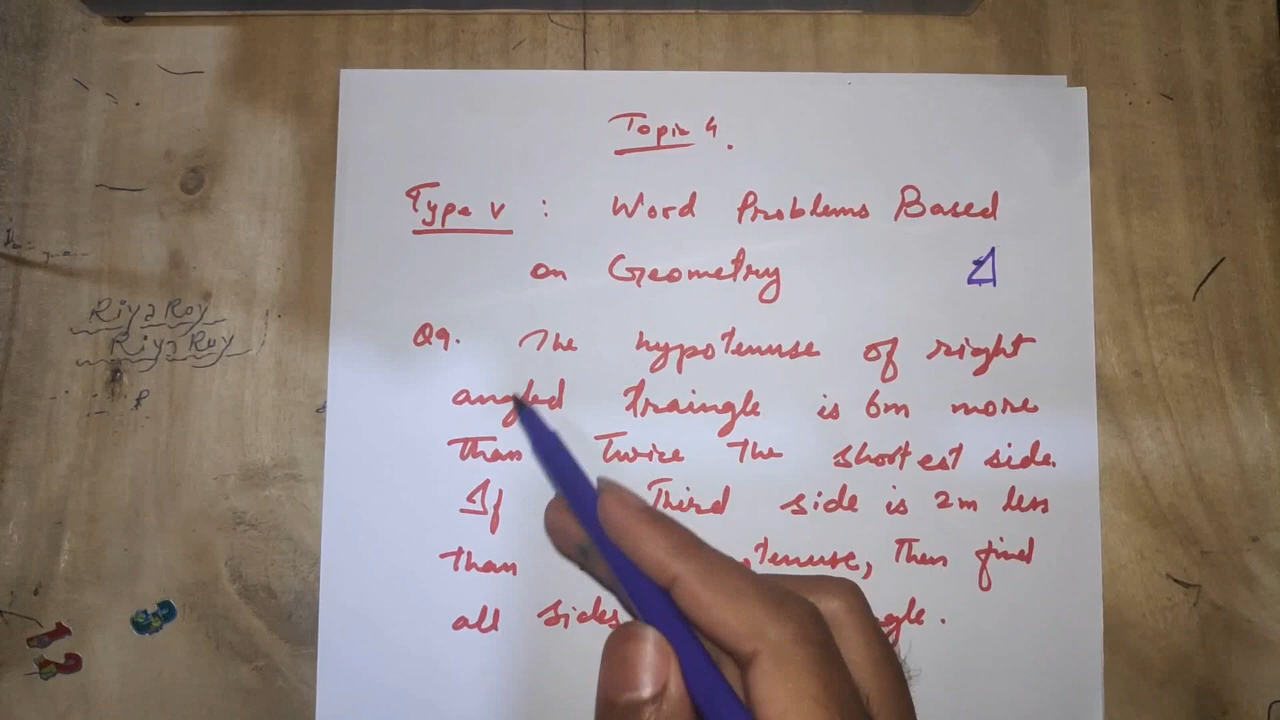 Topic 4.
Type V : Word Problems Based
on Geometry
Q9. The hypotenuse of right
angled traingle is 6m more
than twice the shortest side.
If Third side is 2m less
than tenuse, then find
all sides gle.
Riya Roy
Riya Roy
1
2